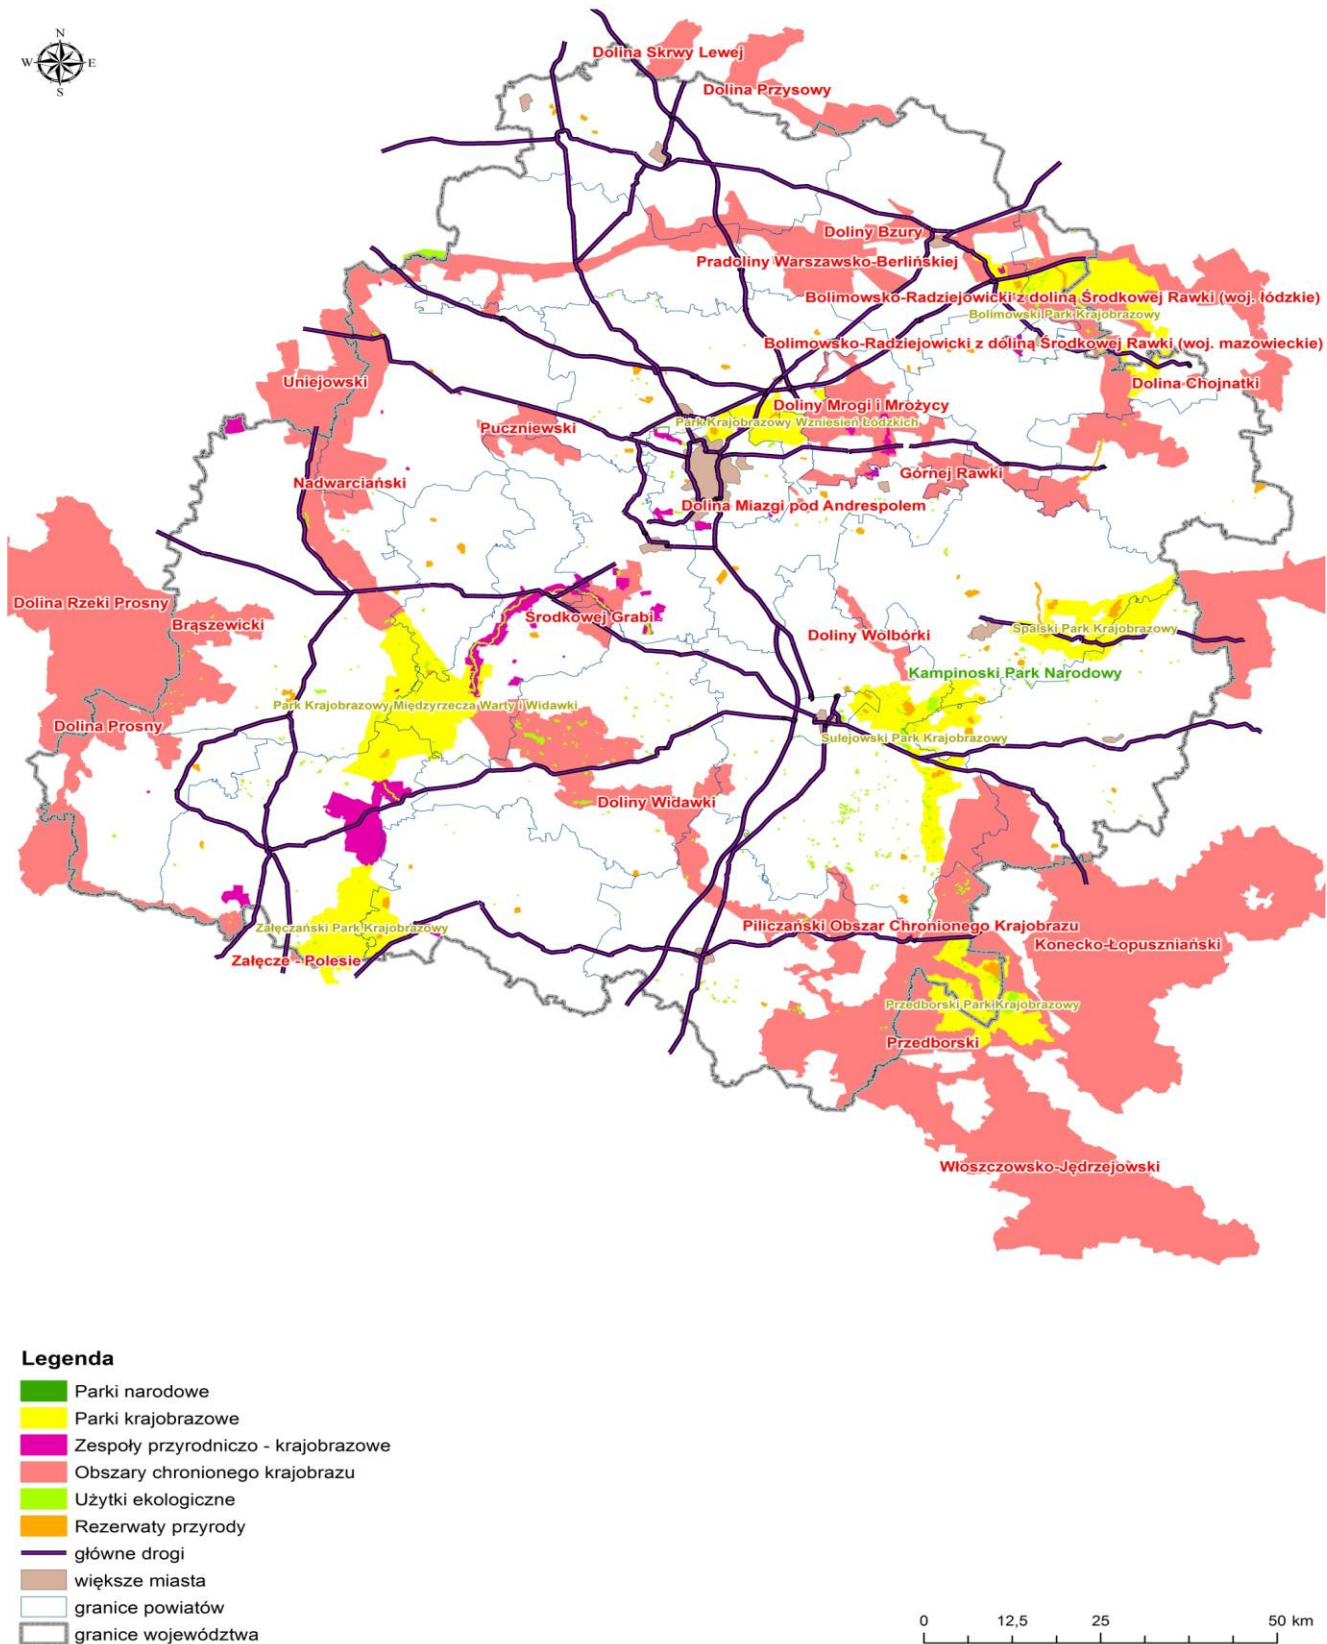 N
W E
S
Dolina Skrwy Lewej
Dolina Przysowy
Doliny Bzury
Pradoliny Warszawsko-Berlińskiej
Bolimowsko-Radziejowicki z doliną Środkowej Rawki (woj. łódzkie)
Bolimowski Park Krajobrazowy
Bolimowsko-Radziejowicki z doliną Środkowej Rawki (woj. mazowieckie)
Uniejowski
Dolina Chojnatki
Doliny Mrogi i Mrożycy
Park Krajobrazowy Wzniesień Łódzkich
Puczniewski
Górnej Rawki
Nadwarciański
Dolina Miazgi pod Andrespolem
Dolina Rzeki Prosny
Brąszewicki
Środkowej Grabi
Doliny Wolbórki
Spalski Park Krajobrazowy
Kampinoski Park Narodowy
Park Krajobrazowy Międzyrzecza Warty i Widawki
Dolina Prosny
Sulejowski Park Krajobrazowy
Doliny Widawki
Piliczański Obszar Chronionego Krajobrazu
Załęczański Park Krajobrazowy
Konecko-Łopuszniański
Załęcze - Polesie
Przedborski Park Krajobrazowy
Przedborski
Włoszczowsko-Jędrzejowski
Legenda
Parki narodowe
Parki krajobrazowe
Zespoły przyrodniczo - krajobrazowe
Obszary chronionego krajobrazu
Użytki ekologiczne
Rezerwaty przyrody
główne drogi
większe miasta
granice powiatów
granice województwa
0 12,5 25 50 km